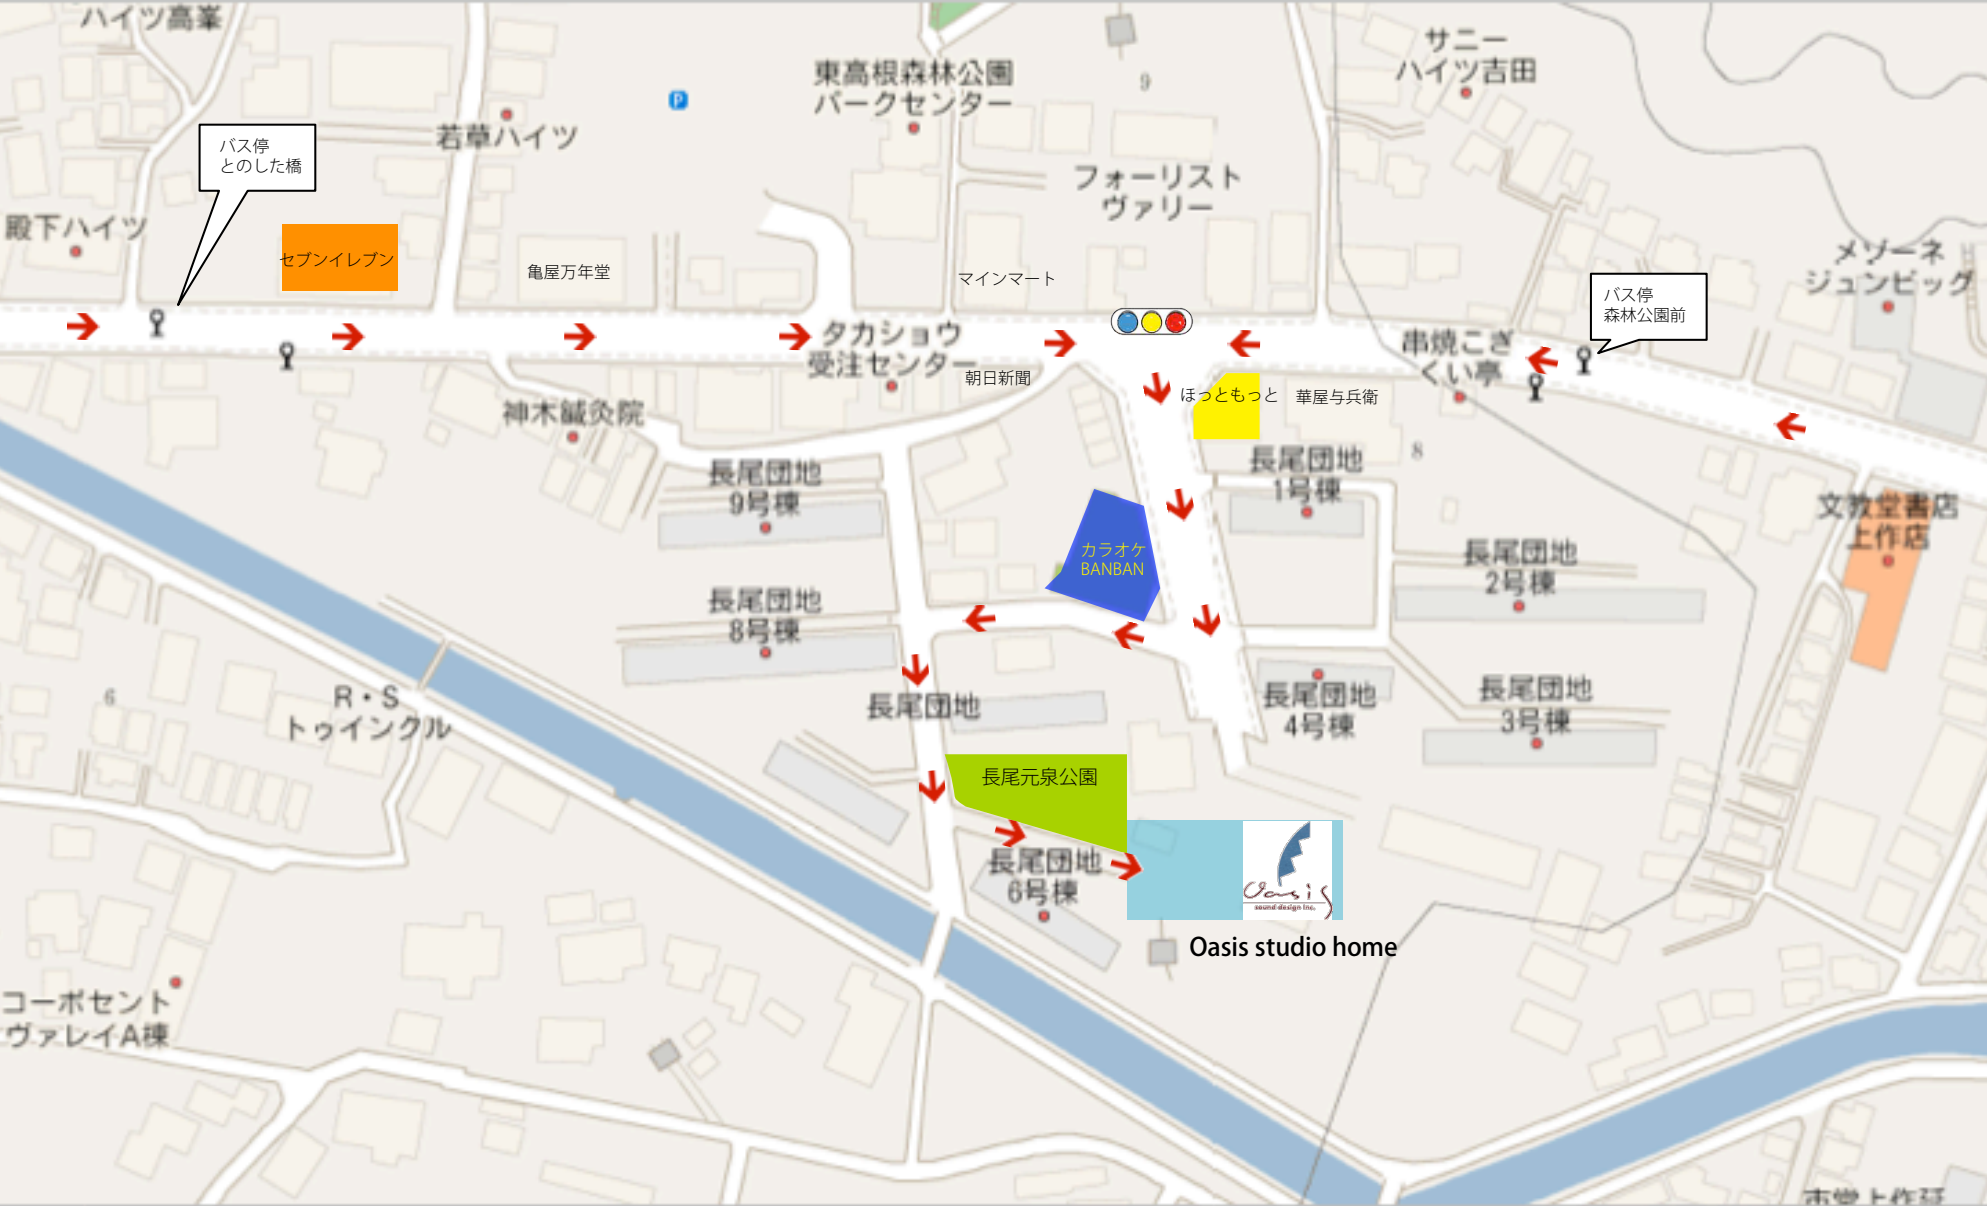 ハイツ高峯
サニー
ハイツ吉田
東高根森林公園
パークセンター
P
9
若草ハイツ
バス停
とのした橋
フォーリスト
ヴァリー
殿下ハイツ
セブンイレブン
亀屋万年堂
マインマート
メゾーネ
ジュンビッグ
バス停
森林公園前
タカショウ
受注センター
朝日新聞
串焼こぎ
くい亭
ほっともっと
華屋与兵衛
神木鍼灸院
8
長尾団地
9号棟
長尾団地
1号棟
文教堂書店
上作店
カラオケ
BANBAN
長尾団地
2号棟
長尾団地
8号棟
6
R・S
トゥインクル
長尾団地
長尾団地
4号棟
長尾団地
3号棟
長尾元泉公園
長尾団地
6号棟
Oasis
sound design Inc.
Oasis studio home
コーポセント
ヴァレイA棟